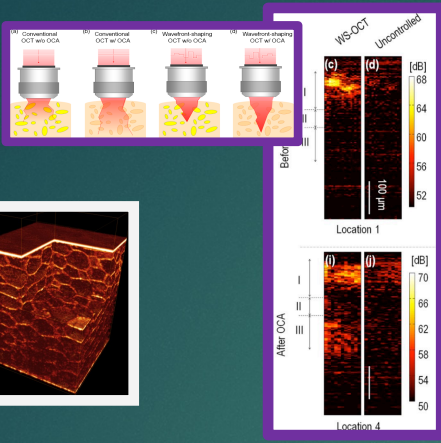 (a) Conventional
OCT w/o OCA
(b) Conventional
OCT w/ OCA
(c) Wavefront-shaping
OCT w/o OCA
(d) Wavefront-shaping
OCT w/ OCA
WS-OCT
Uncontrolled
(c)
(d)
[dB]
68
64
60
56
52
I
II
III
100 μm
Location 1
(i)
(j)
[dB]
70
66
62
58
54
50
I
II
III
After OCA
Location 4